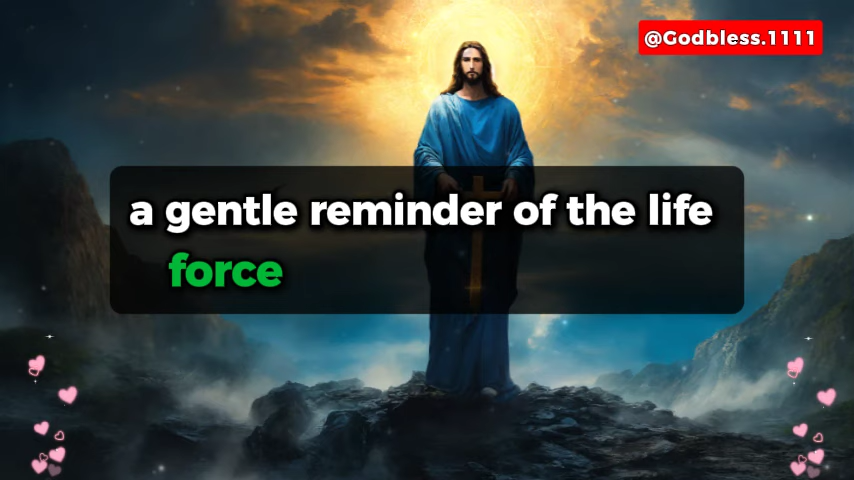 @Godbless.1111
a gentle reminder of the life
force